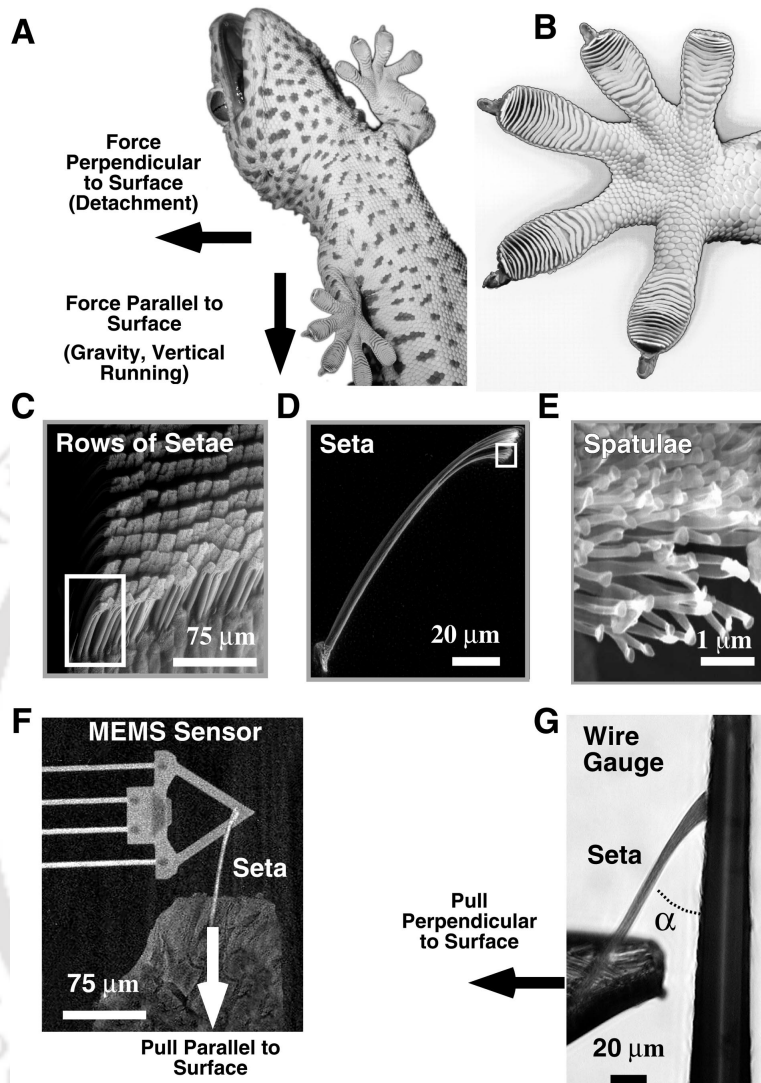 A
B
Force
Perpendicular
to Surface
(Detachment)
Force Parallel to
Surface
(Gravity, Vertical
Running)
C
Rows of Setae
75 μm
D
Seta
20 μm
E
Spatulae
1 μm
F
MEMS Sensor
Seta
75 μm
Pull Parallel to
Surface
Pull
Perpendicular
to Surface
G
Wire
Gauge
Seta
α
20 μm